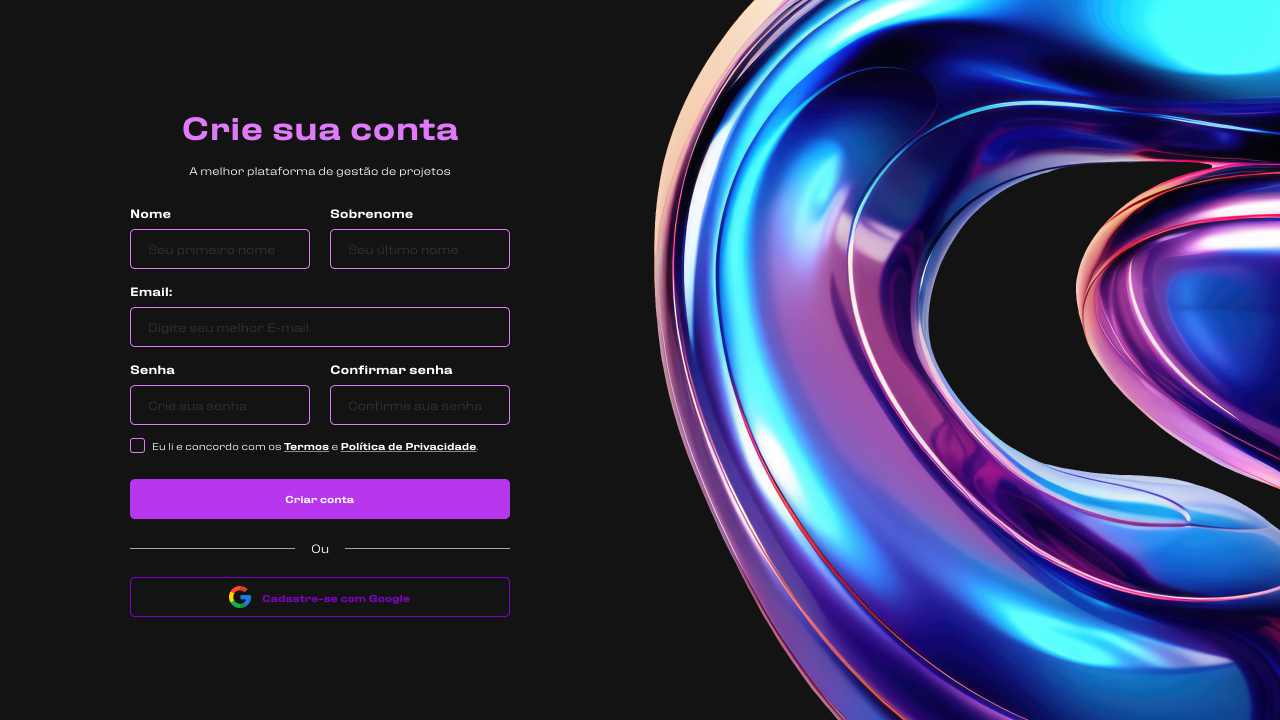 Crie sua conta
A melhor plataforma de gestão de projetos
Nome
Sobrenome
Seu primeiro nome
Seu último nome
Email:
Digite seu melhor E-mail.
Senha
Confirmar senha
Crie sua senha
Confirme sua senha
Eu li e concordo com os Termos e Política de Privacidade.
Criar conta
Ou
Cadastre-se com Google